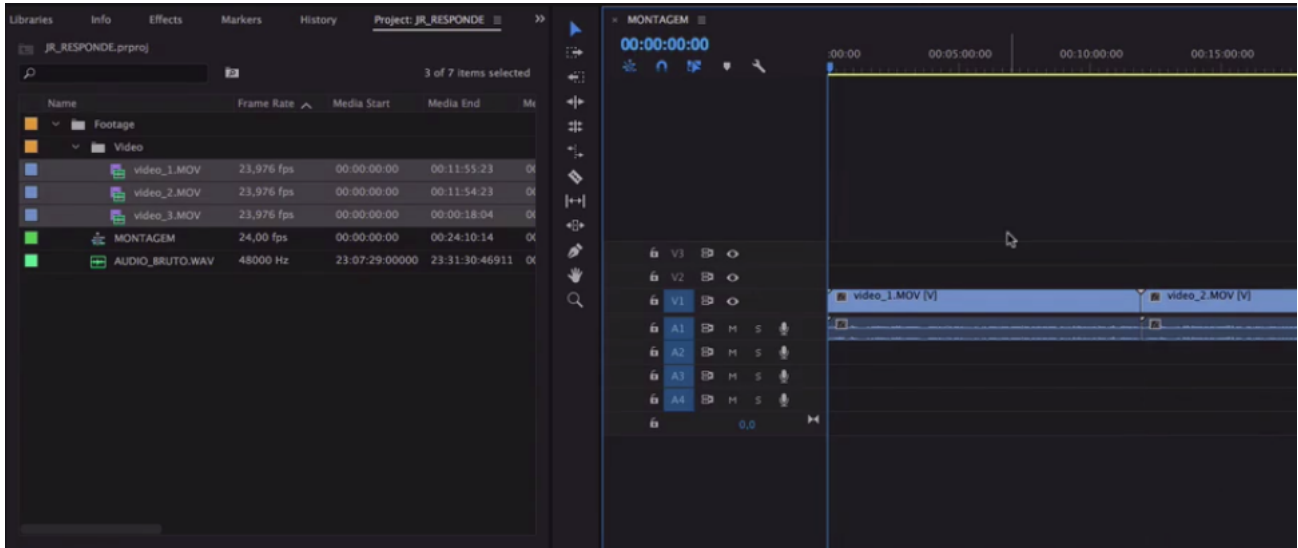 Libraries Info Effects Markers History Project: JR_RESPONDE
JR_RESPONDE.prproj
3 of 7 items selected
Name Frame Rate Media Start Media End
Footage
Video
video_1.MOV 23,976 fps 00:00:00:00 00:11:55:23
video_2.MOV 23,976 fps 00:00:00:00 00:11:54:23
video_3.MOV 23,976 fps 00:00:00:00 00:00:18:04
MONTAGEM 24,00 fps 00:00:00:00 00:24:10:14
AUDIO_BRUTO.WAV 48000 Hz 23:07:29:00000 23:31:30:46911
× MONTAGEM
00:00:00:00
:00:00 00:05:00:00 00:10:00:00 00:15:00:00
V3
V2
V1 video_1.MOV [V] video_2.MOV [V]
A1 M S
A2 M S
A3 M S
A4 M S
0,0